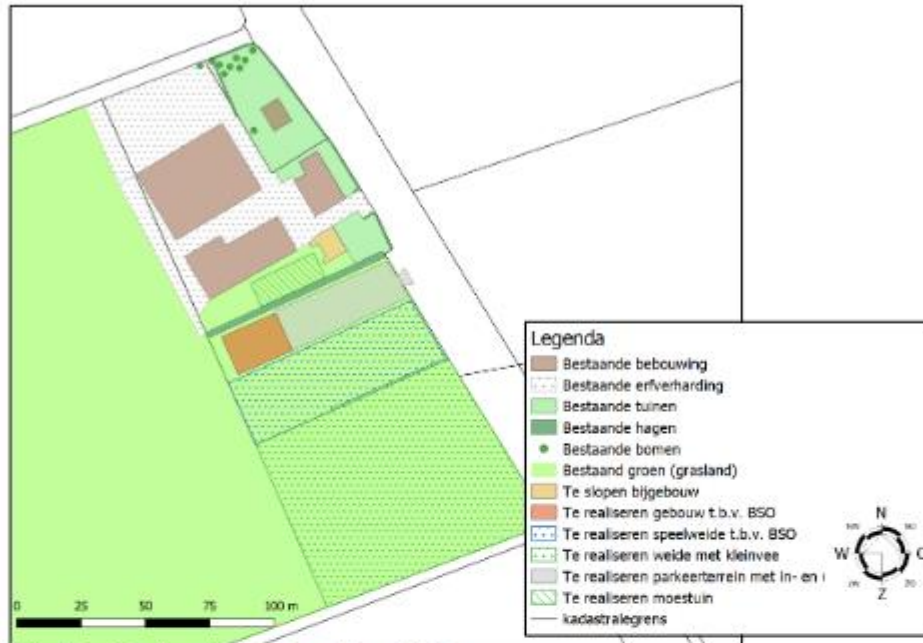 Legenda
Bestaande bebouwing
Bestaande erfverharding
Bestaande tuinen
Bestaande hagen
Bestaande bomen
Bestaand groen (grasland)
Te slopen bijgebouw
Te realiseren gebouw t.b.v. BSO
Te realiseren speelweide t.b.v. BSO
Te realiseren weide met kleinvee
Te realiseren parkeerterrein met in- en
Te realiseren moestuin
kadastralegrens
N
W
Z
0 25 50 75 100 m